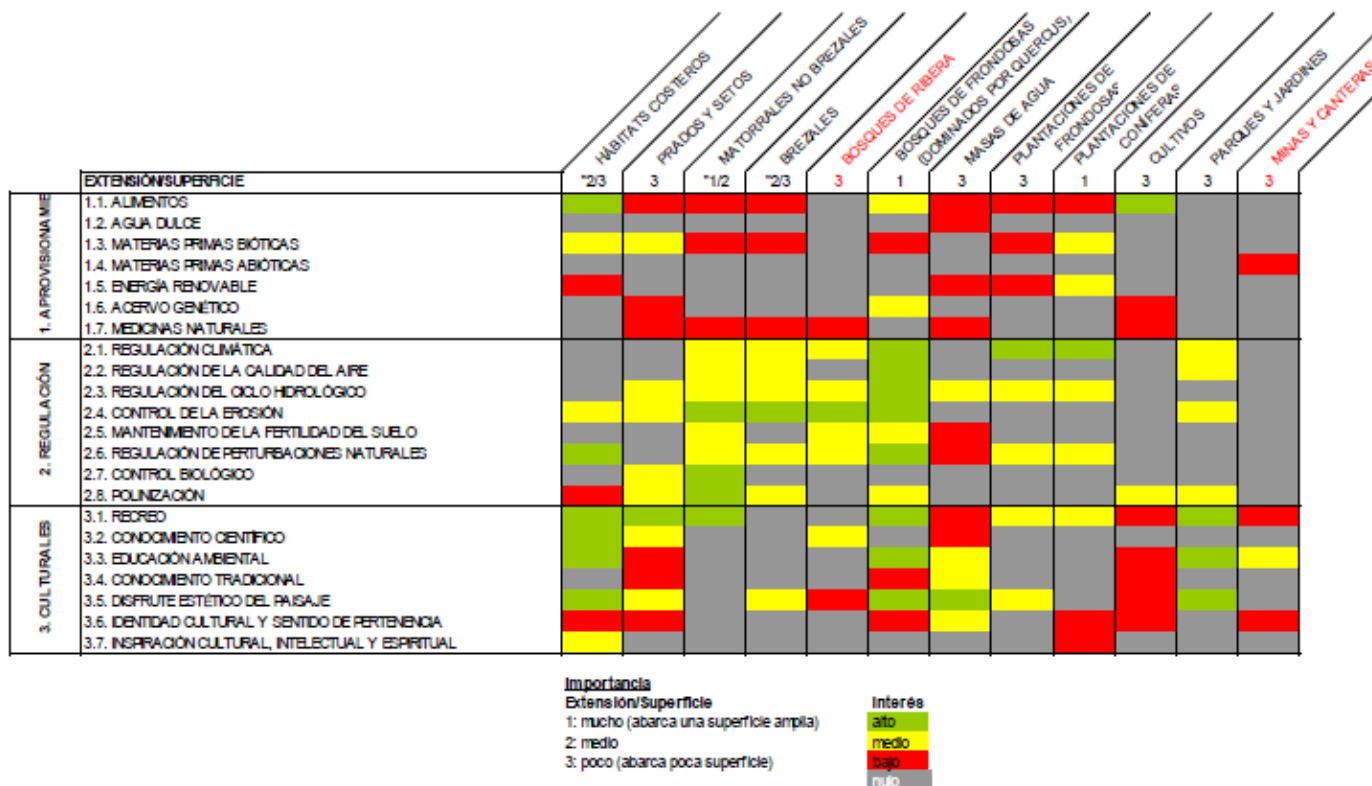 HÁBITATS COSTEROS
PRADOS Y SETOS
MATORRALES NO BREZALES
BREZALES
BOSQUES DE RIBERA
BOSQUES DE FRONDOSAS
(DOMINADOS POR QUERCUS)
MASAS DE AGUA
PLANTACIONES DE
FRONDOSAS
PLANTACIONES DE
CONÍFERAS
CULTIVOS
PARQUES Y JARDINES
MINAS Y CANTERAS
EXTENSIÓN/SUPERFICIE "2/3 3 "1/2 "2/3 3 1 3 3 1 3 3 3
1. APROVISIONAMIE
1.1. ALIMENTOS
1.2. AGUA DULCE
1.3. MATERIAS PRIMAS BIÓTICAS
1.4. MATERIAS PRIMAS ABIÓTICAS
1.5. ENERGÍA RENOVABLE
1.6. ACERVO GENÉTICO
1.7. MEDICINAS NATURALES
2. REGULACIÓN
2.1. REGULACIÓN CLIMÁTICA
2.2. REGULACIÓN DE LA CALIDAD DEL AIRE
2.3. REGULACIÓN DEL CICLO HIDROLÓGICO
2.4. CONTROL DE LA EROSIÓN
2.5. MANTENIMIENTO DE LA FERTILIDAD DEL SUELO
2.6. REGULACIÓN DE PERTURBACIONES NATURALES
2.7. CONTROL BIOLÓGICO
2.8. POLINIZACIÓN
3. CULTURALES
3.1. RECREO
3.2. CONOCIMIENTO CIENTÍFICO
3.3. EDUCACIÓN AMBIENTAL
3.4. CONOCIMIENTO TRADICIONAL
3.5. DISFRUTE ESTÉTICO DEL PAISAJE
3.6. IDENTIDAD CULTURAL Y SENTIDO DE PERTENENCIA
3.7. INSPIRACIÓN CULTURAL, INTELECTUAL Y ESPIRITUAL
Importancia
Extensión/Superficie Interés
1: mucho (abarca una superficie amplia) alto
2: medio medio
3: poco (abarca poca superficie) bajo
nulo